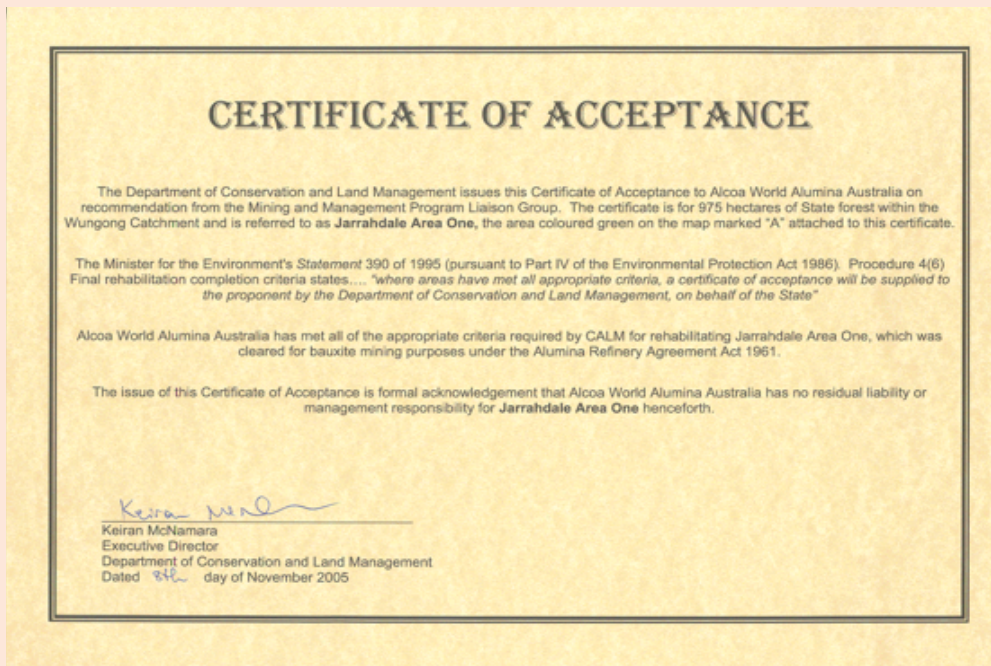 CERTIFICATE OF ACCEPTANCE
The Department of Conservation and Land Management issues this Certificate of Acceptance to Alcoa World Alumina Australia on
recommendation from the Mining and Management Program Liaison Group. The certificate is for 975 hectares of State forest within the
Wungong Catchment and is referred to as Jarrahdale Area One, the area coloured green on the map marked "A" attached to this certificate.
The Minister for the Environment's Statement 390 of 1995 (pursuant to Part IV of the Environmental Protection Act 1986). Procedure 4(6)
Final rehabilitation completion criteria states.... "where areas have met all appropriate criteria, a certificate of acceptance will be supplied to
the proponent by the Department of Conservation and Land Management, on behalf of the State"
Alcoa World Alumina Australia has met all of the appropriate criteria required by CALM for rehabilitating Jarrahdale Area One, which was
cleared for bauxite mining purposes under the Alumina Refinery Agreement Act 1961.
The issue of this Certificate of Acceptance is formal acknowledgement that Alcoa World Alumina Australia has no residual liability or
management responsibility for Jarrahdale Area One henceforth.
Keiran
Keiran McNamara
Executive Director
Department of Conservation and Land Management
Dated 8th day of November 2005